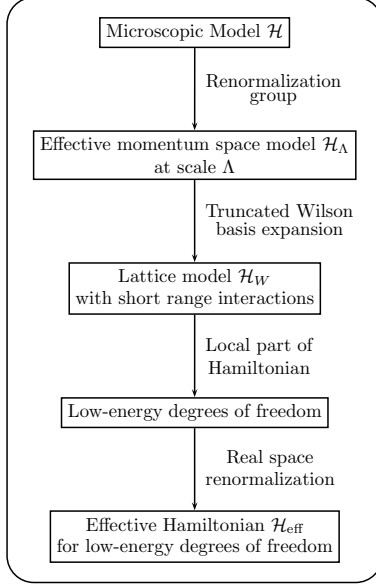 Microscopic Model ℋ
Renormalization
group
Effective momentum space model ℋ_Λ
at scale Λ
Truncated Wilson
basis expansion
Lattice model ℋ_W
with short range interactions
Local part of
Hamiltonian
Low-energy degrees of freedom
Real space
renormalization
Effective Hamiltonian ℋ_eff
for low-energy degrees of freedom